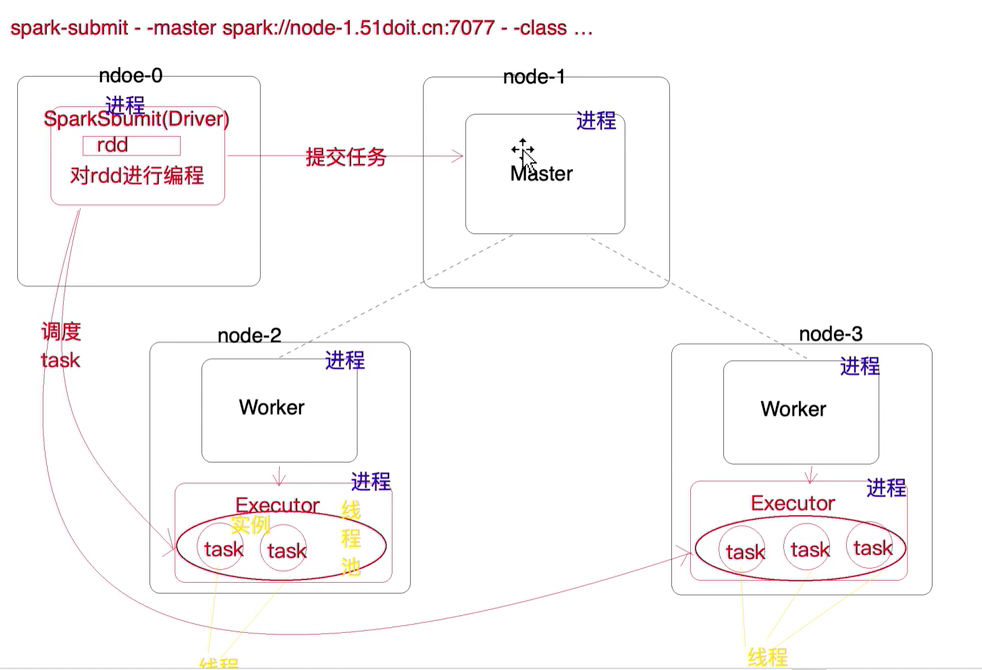 spark-submit - -master spark://node-1.51doit.cn:7077 - -class …
ndoe-0
进程
SparkSbumit(Driver)
rdd
对rdd进行编程
提交任务
node-1
进程
Master
调度
task
node-2
进程
Worker
进程
Executor
实例
线
程
池
task
task
线程
node-3
进程
Worker
进程
Executor
task
task
task
线程